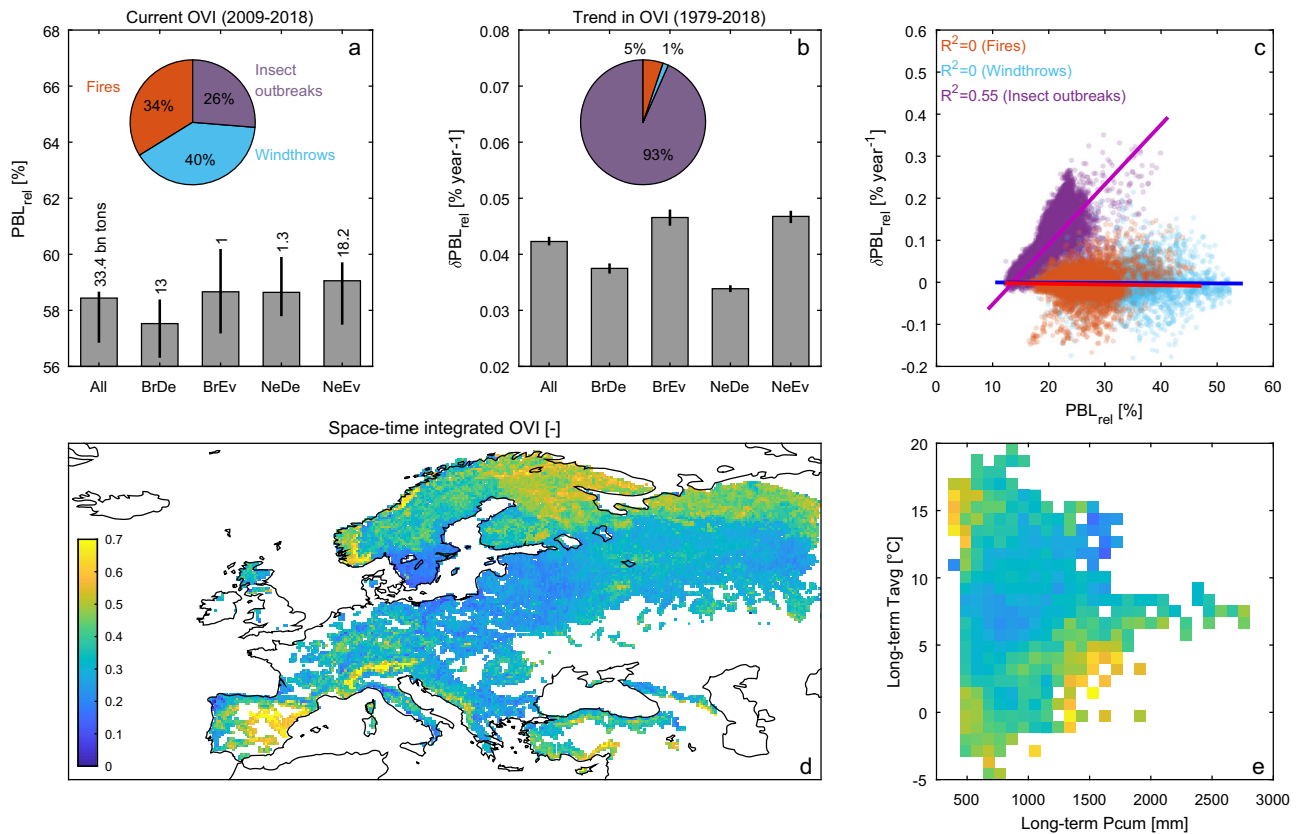 Current OVI (2009-2018)
a
PBL_rel [%]
68
66
64
62
60
58
56
Fires
34%
Insect
outbreaks
26%
40%
Windthrows
33.4 bn tons
13
1
1.3
18.2
All
BrDe
BrEv
NeDe
NeEv
Trend in OVI (1979-2018)
b
δPBL_rel [% year-1]
0.08
0.07
0.06
0.05
0.04
0.03
0.02
5%
1%
93%
All
BrDe
BrEv
NeDe
NeEv
c
R²=0 (Fires)
R²=0 (Windthrows)
R²=0.55 (Insect outbreaks)
δPBL_rel [% year⁻¹]
0.6
0.5
0.4
0.3
0.2
0.1
0
-0.1
-0.2
0
10
20
30
40
50
60
PBL_rel [%]
Space-time integrated OVI [-]
0.7
0.6
0.5
0.4
0.3
0.2
0.1
0
d
Long-term Tavg [°C]
20
15
10
5
0
-5
e
500
1000
1500
2000
2500
3000
Long-term Pcum [mm]